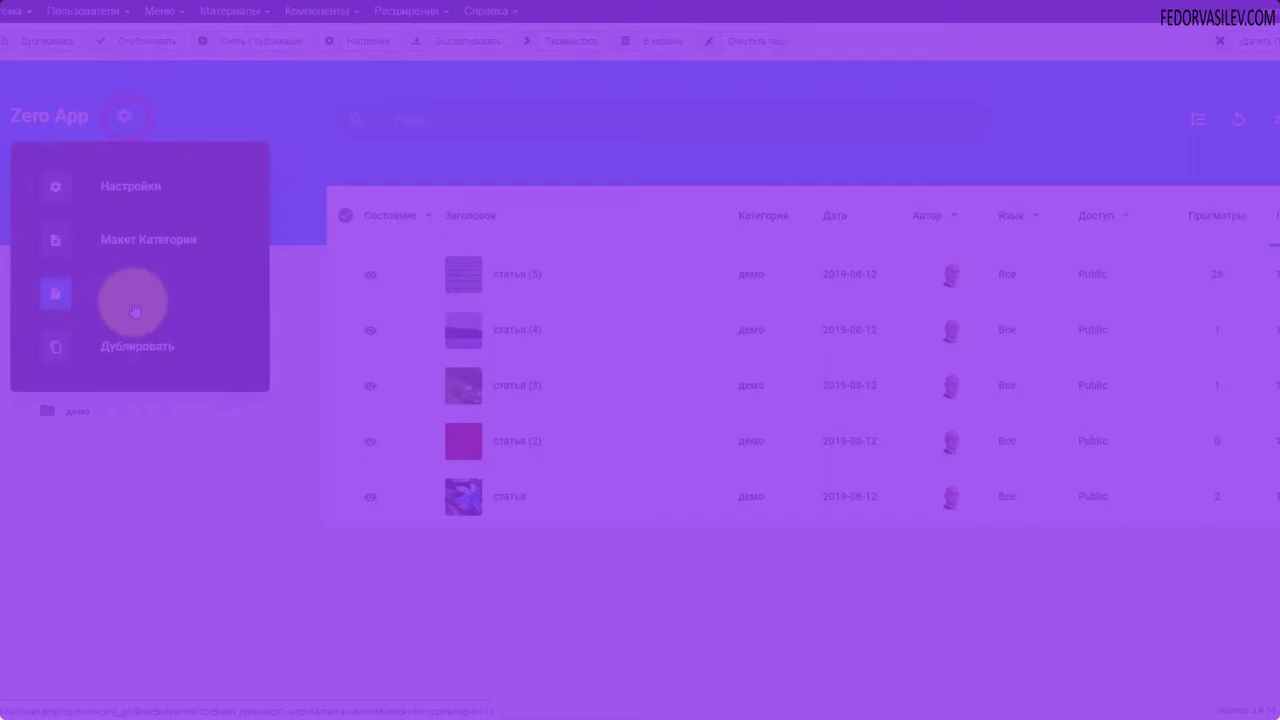 FEDORVASILEV.COM
ема Пользователи Меню Материалы Компоненты Расширения Справка
Дублировать Опубликовать Снять с публикации Настройки Экспортировать Переместить В корзину Очистить кеш
Zero App
Поиск
Настройки
Макет Категории
Дублировать
демо
Состояние Заголовок Категория Дата Автор Язык Доступ Просмотры
статья (5) демо 2019-08-12 Все Public 26
статья (4) демо 2019-08-12 Все Public 1
статья (3) демо 2019-08-12 Все Public 1
статья (2) демо 2019-08-12 Все Public 0
статья демо 2019-08-12 Все Public 2